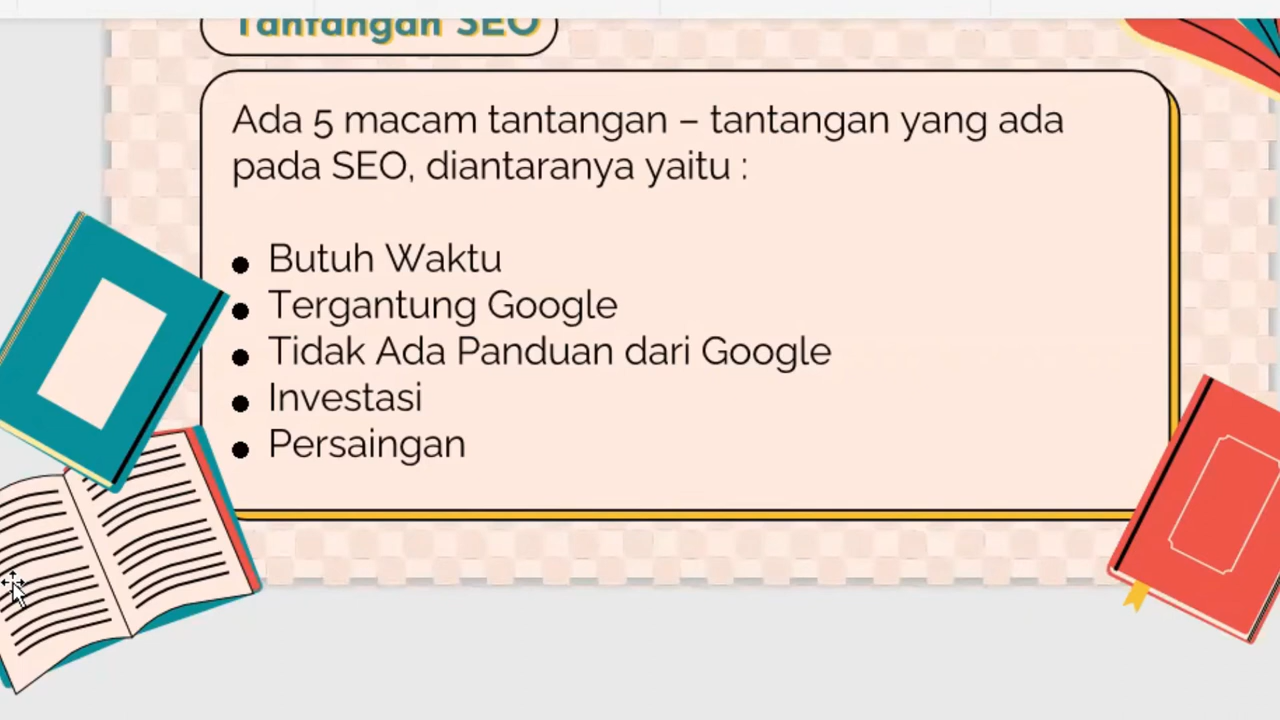 Tantangan SEO
Ada 5 macam tantangan – tantangan yang ada
pada SEO, diantaranya yaitu :
● Butuh Waktu
● Tergantung Google
● Tidak Ada Panduan dari Google
● Investasi
● Persaingan